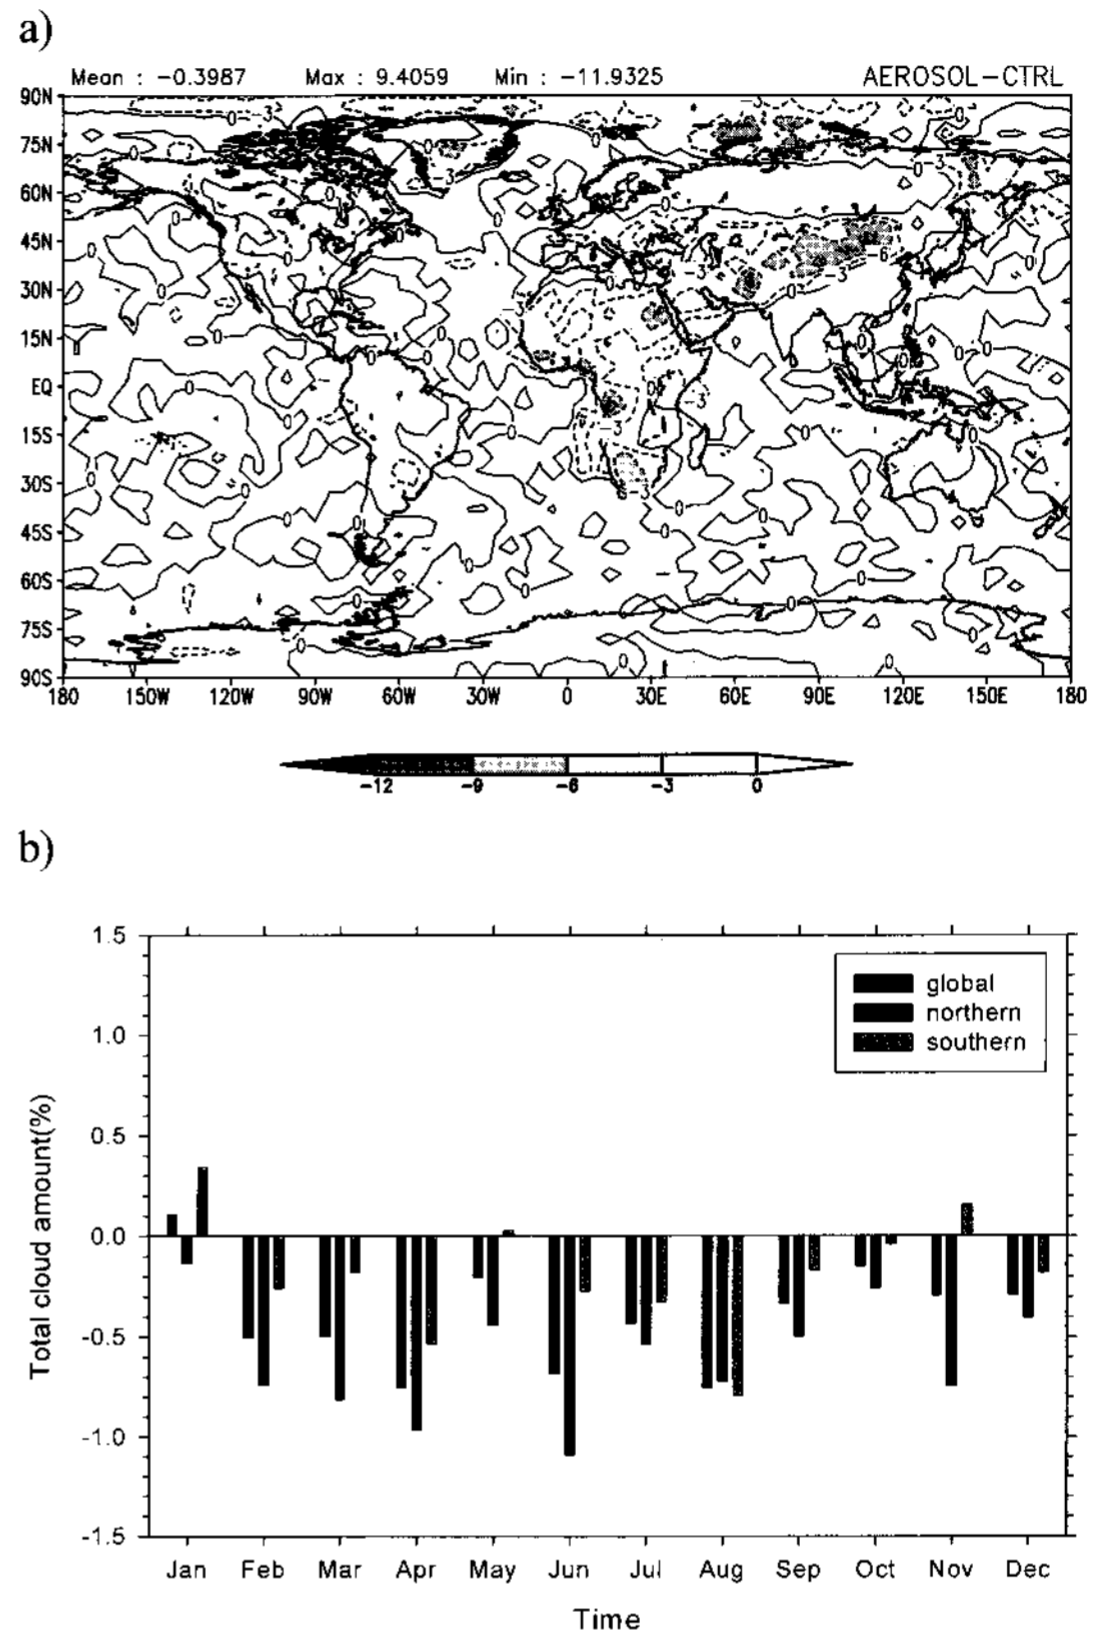 a)
Mean : -0.3987 Max : 9.4059 Min : -11.9325 AEROSOL-CTRL
90N
75N
60N
45N
30N
15N
EQ
15S
30S
45S
60S
75S
90S
180 150W 120W 90W 60W 30W 0 30E 60E 90E 120E 150E 180
-12 -9 -6 -3 0
b)
1.5
1.0
0.5
0.0
-0.5
-1.0
-1.5
Total cloud amount(%)
global
northern
southern
Jan Feb Mar Apr May Jun Jul Aug Sep Oct Nov Dec
Time